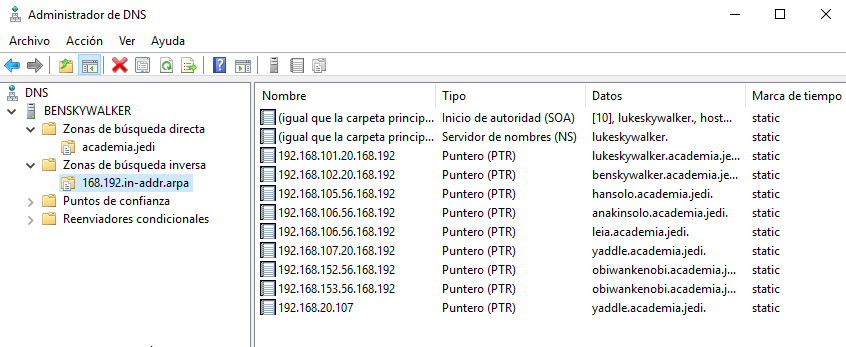 Administrador de DNS
Archivo Acción Ver Ayuda
DNS
BENSKYWALKER
Zonas de búsqueda directa
academia.jedi
Zonas de búsqueda inversa
168.192.in-addr.arpa
Puntos de confianza
Reenviadores condicionales
Nombre Tipo Datos Marca de tiempo
(igual que la carpeta princip... Inicio de autoridad (SOA) [10], lukeskywalker., host... static
(igual que la carpeta princip... Servidor de nombres (NS) lukeskywalker. static
192.168.101.20.168.192 Puntero (PTR) lukeskywalker.academia.je... static
192.168.102.20.168.192 Puntero (PTR) benskywalker.academia.je... static
192.168.105.56.168.192 Puntero (PTR) hansolo.academia.jedi. static
192.168.106.56.168.192 Puntero (PTR) anakinsolo.academia.jedi. static
192.168.106.56.168.192 Puntero (PTR) leia.academia.jedi. static
192.168.107.20.168.192 Puntero (PTR) yaddle.academia.jedi. static
192.168.152.56.168.192 Puntero (PTR) obiwankenobi.academia.j... static
192.168.153.56.168.192 Puntero (PTR) obiwankenobi.academia.j... static
192.168.20.107 Puntero (PTR) yaddle.academia.jedi. static